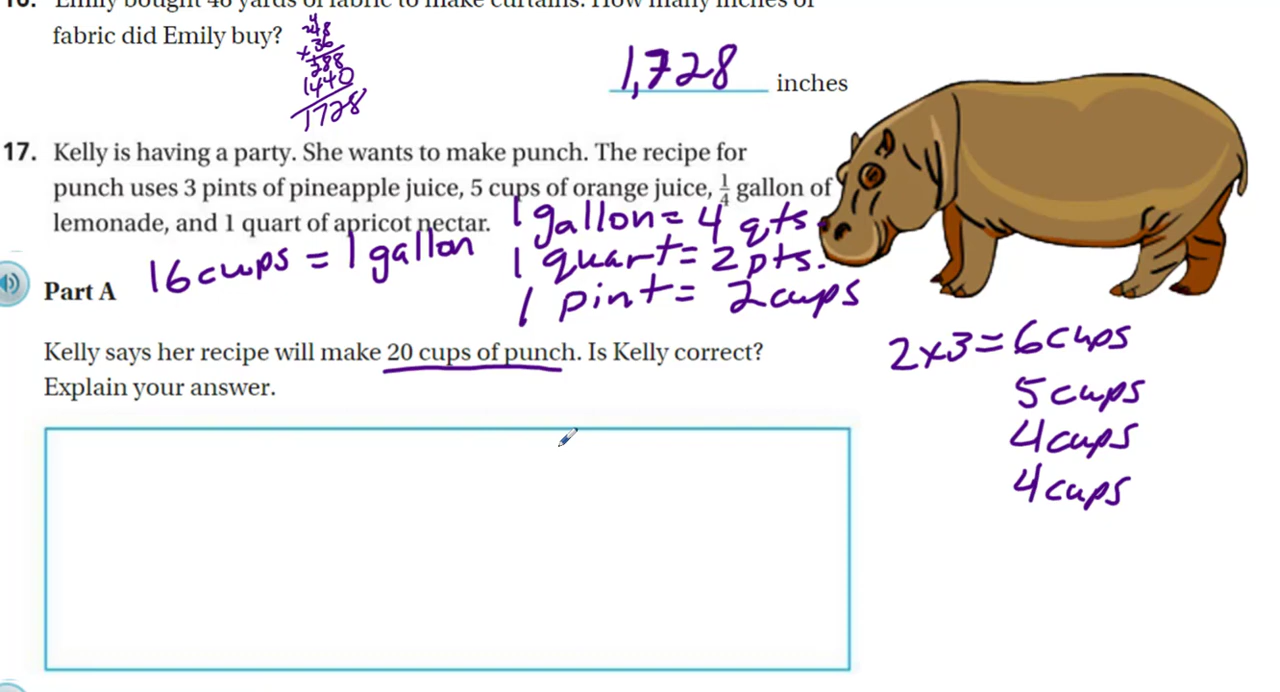 fabric did Emily buy?
48
× 36
288
1440
1728
1,728 inches
17. Kelly is having a party. She wants to make punch. The recipe for
punch uses 3 pints of pineapple juice, 5 cups of orange juice, 1/4 gallon of
lemonade, and 1 quart of apricot nectar.
1 gallon = 4 qts.
16 cups = 1 gallon
1 quart = 2 pts.
1 pint = 2 cups
Part A
Kelly says her recipe will make 20 cups of punch. Is Kelly correct?
Explain your answer.
2x3=6 cups
5 cups
4 cups
4 cups